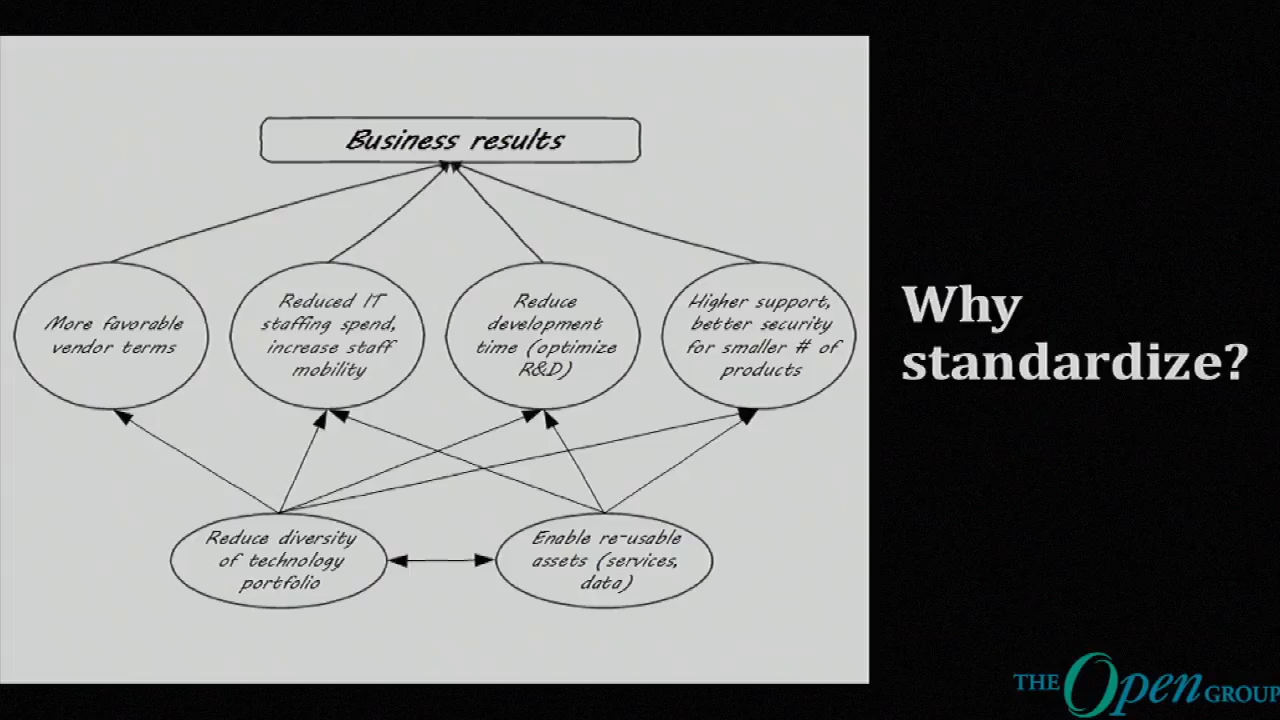 Business results
More favorable
vendor terms
Reduced IT
staffing spend,
increase staff
mobility
Reduce
development
time (optimize
R&D)
Higher support,
better security
for smaller # of
products
Reduce diversity
of technology
portfolio
Enable re-usable
assets (services,
data)
Why
standardize?
THE Open GROUP